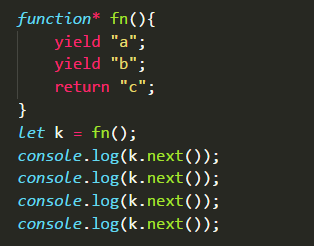 function* fn(){
    yield "a";
    yield "b";
    return "c";
}
let k = fn();
console.log(k.next());
console.log(k.next());
console.log(k.next());
console.log(k.next());